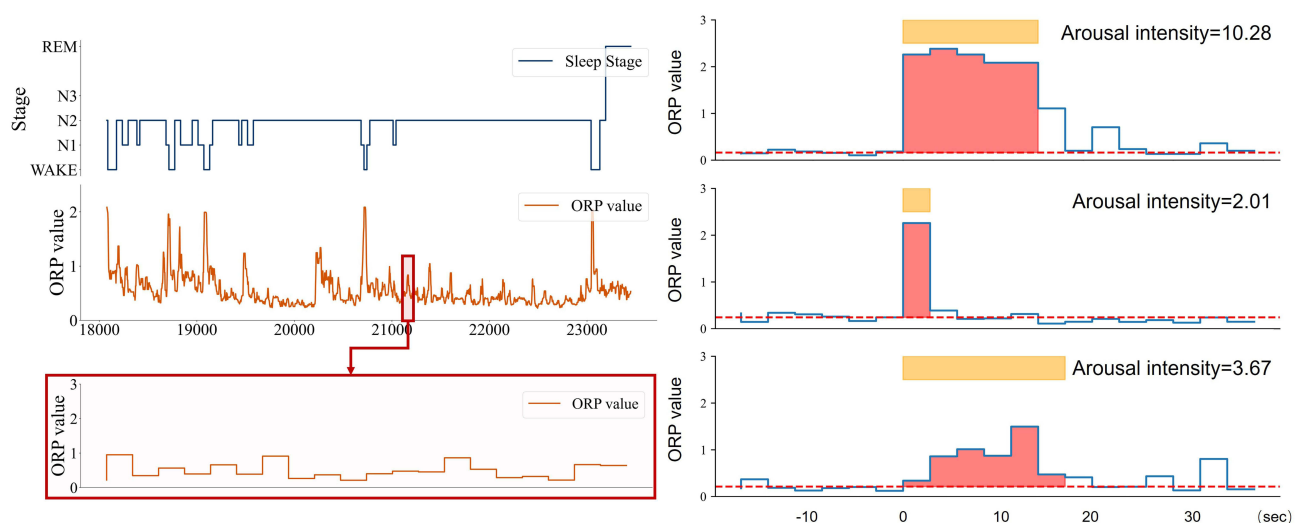 REM
N3
N2
N1
WAKE
Stage
Sleep Stage
2
1
0
ORP value
ORP value
18000 19000 20000 21000 22000 23000
3
2
1
0
ORP value
ORP value
3
2
1
0
ORP value
Arousal intensity=10.28
3
2
1
0
ORP value
Arousal intensity=2.01
3
2
1
0
ORP value
Arousal intensity=3.67
-10 0 10 20 30 (sec)